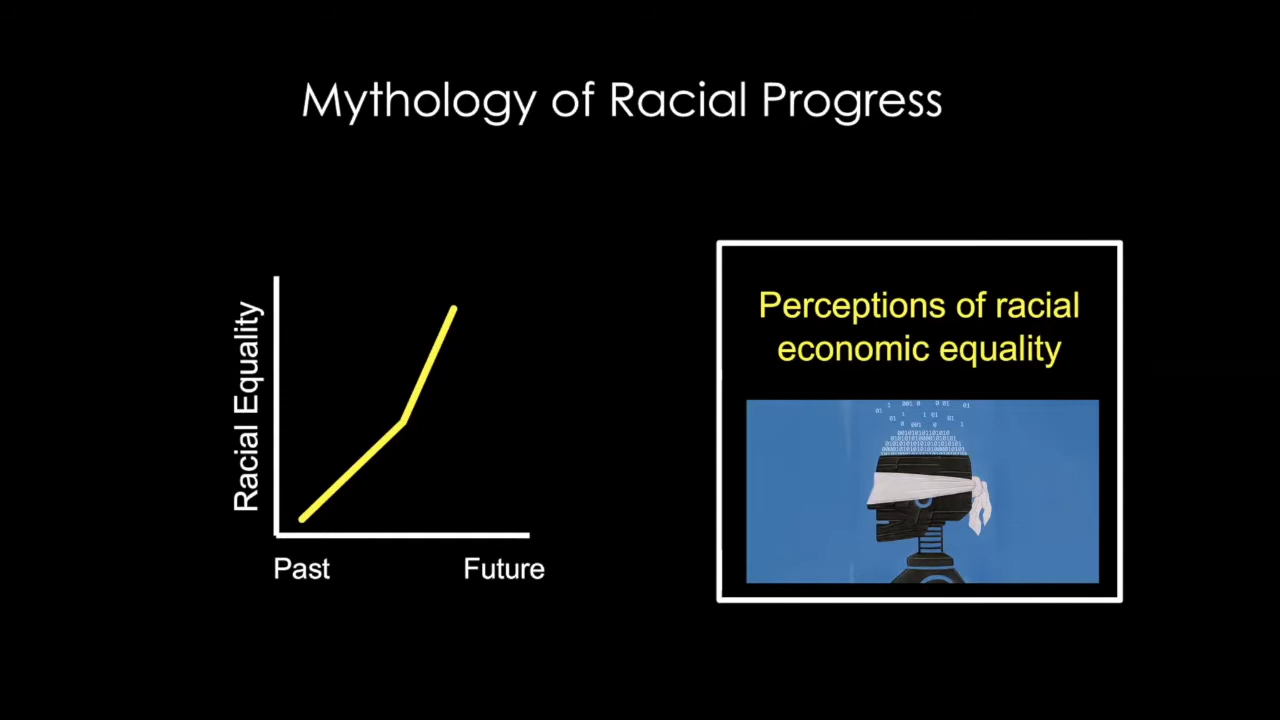 Mythology of Racial Progress
Racial Equality
Past
Future
Perceptions of racial
economic equality